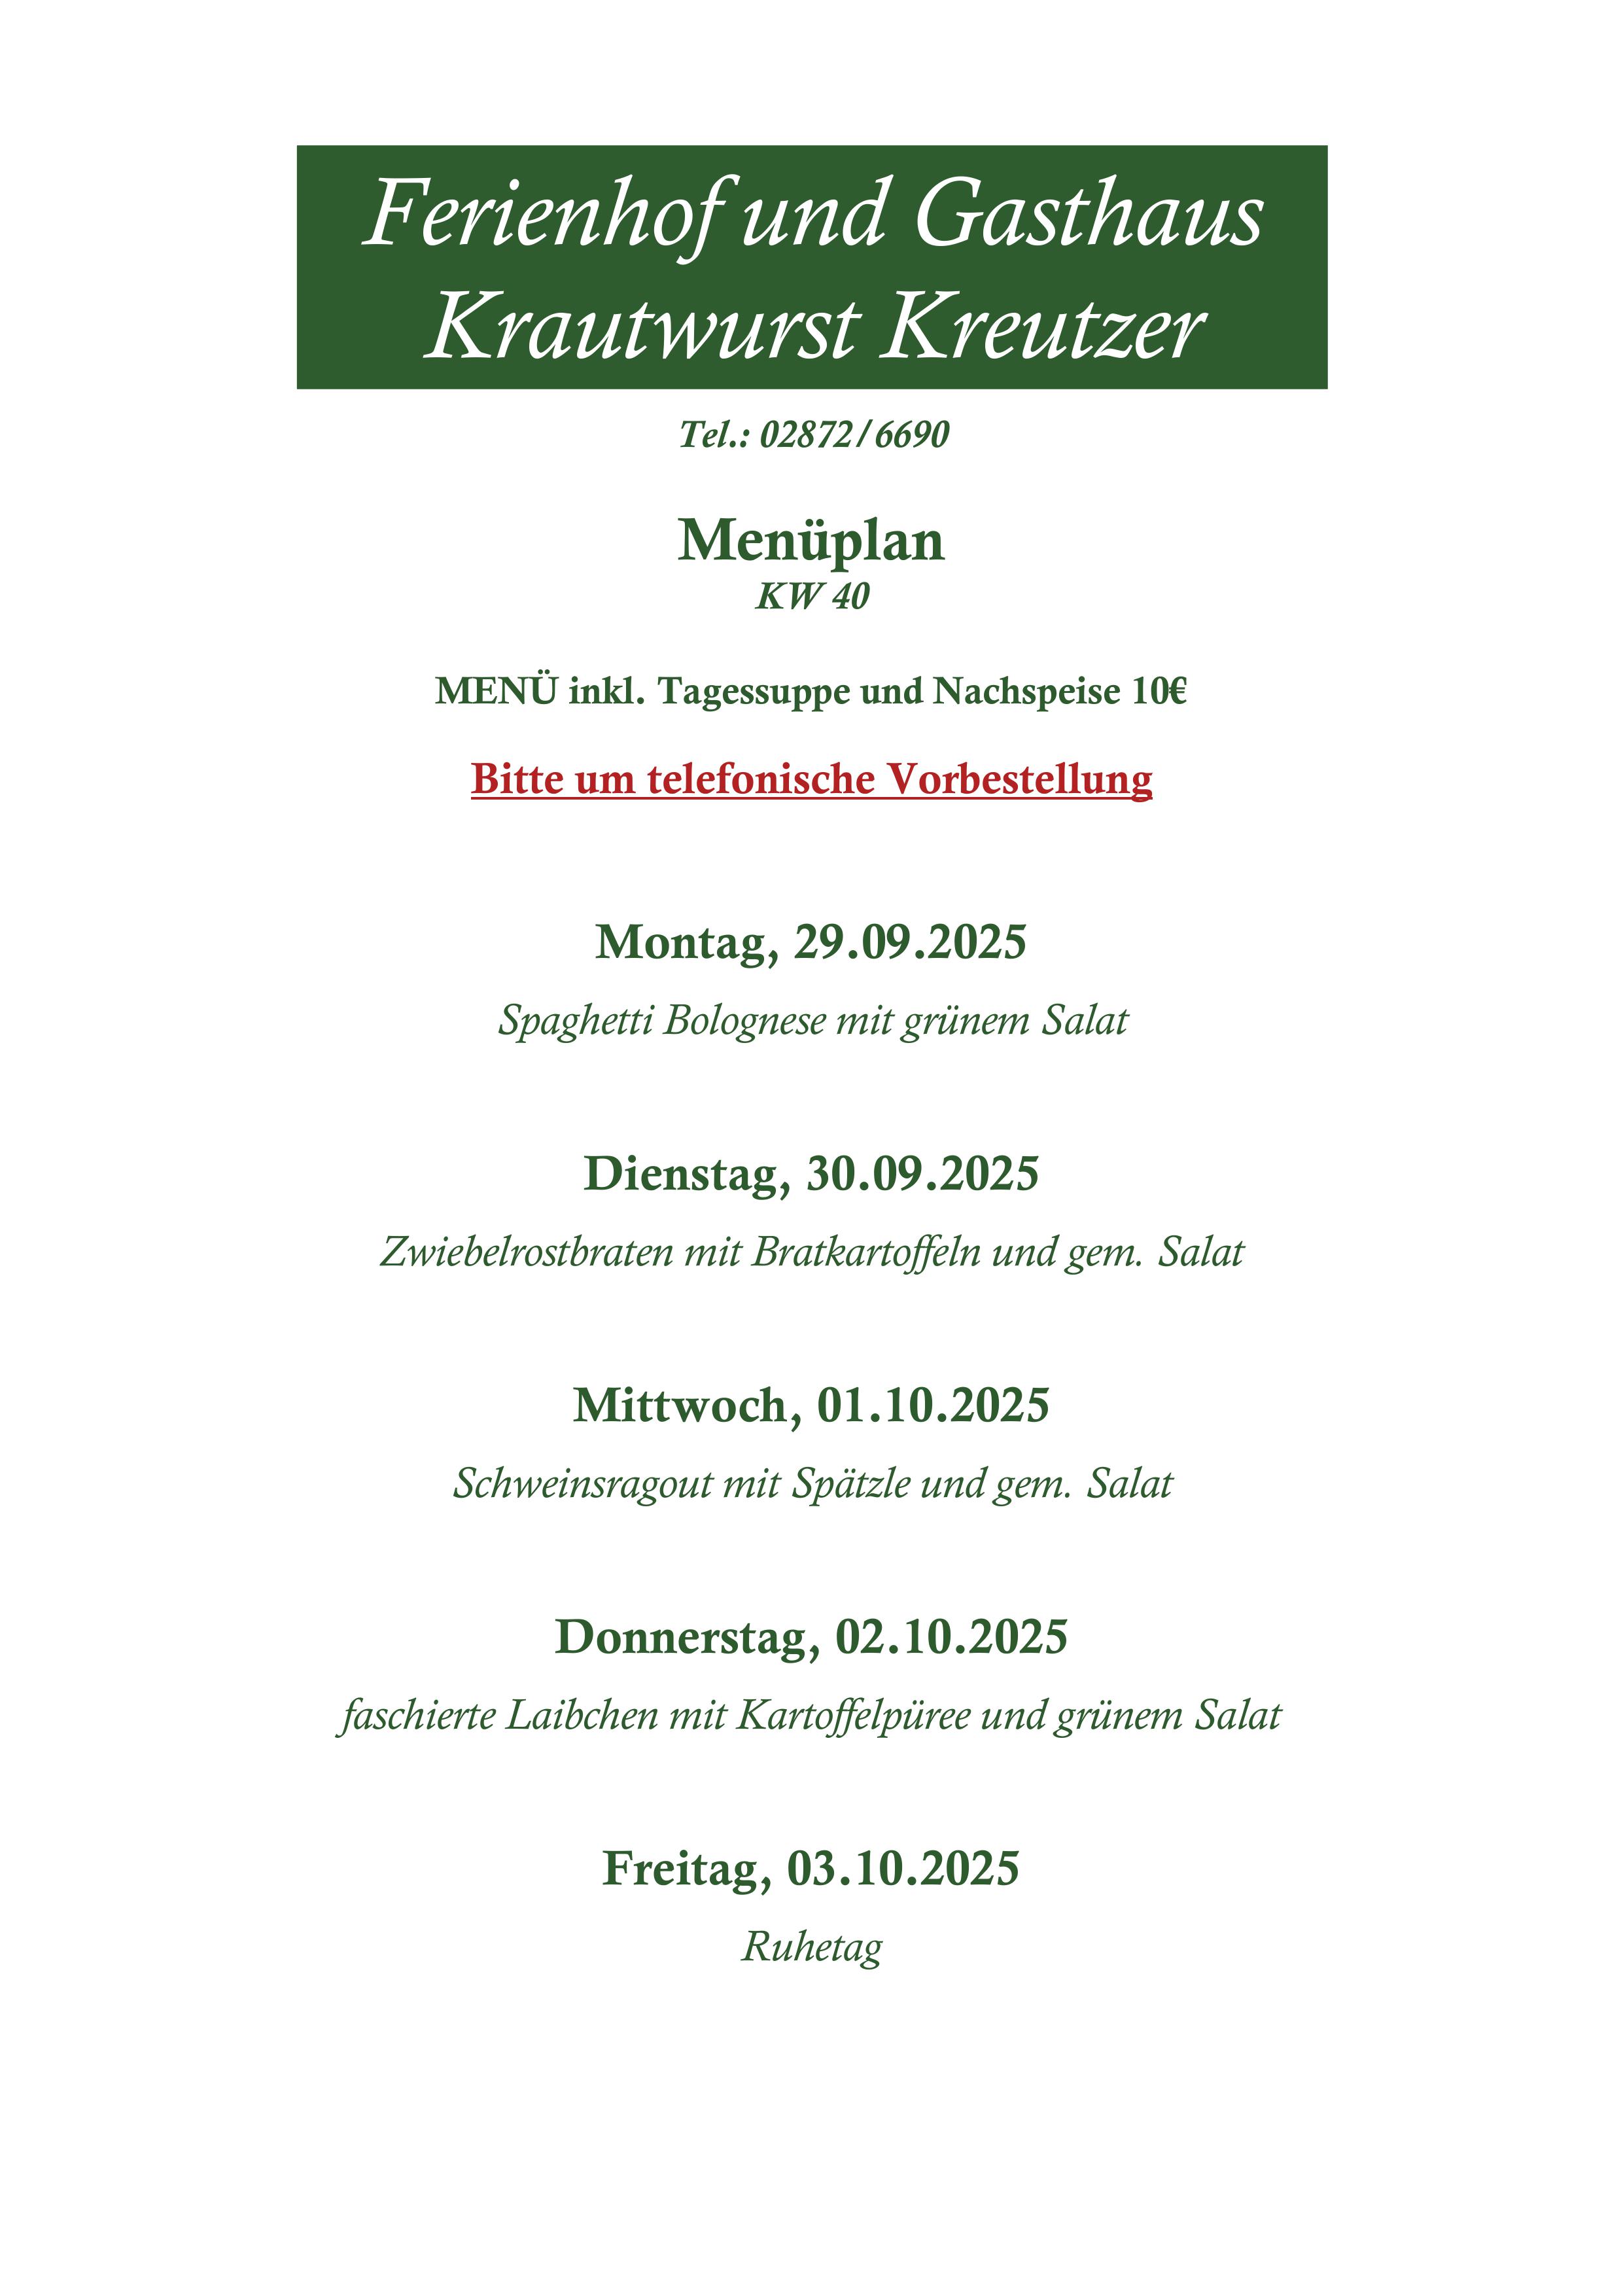 Ferienhof und Gasthaus
Krautwurst Kreutzer
Tel.: 02872/6690
Menüplan
KW 40
MENÜ inkl. Tagessuppe und Nachspeise 10€
Bitte um telefonische Vorbestellung
Montag, 29.09.2025
Spaghetti Bolognese mit grünem Salat
Dienstag, 30.09.2025
Zwiebelrostbraten mit Bratkartoffeln und gem. Salat
Mittwoch, 01.10.2025
Schweinsragout mit Spätzle und gem. Salat
Donnerstag, 02.10.2025
faschierte Laibchen mit Kartoffelpüree und grünem Salat
Freitag, 03.10.2025
Ruhetag